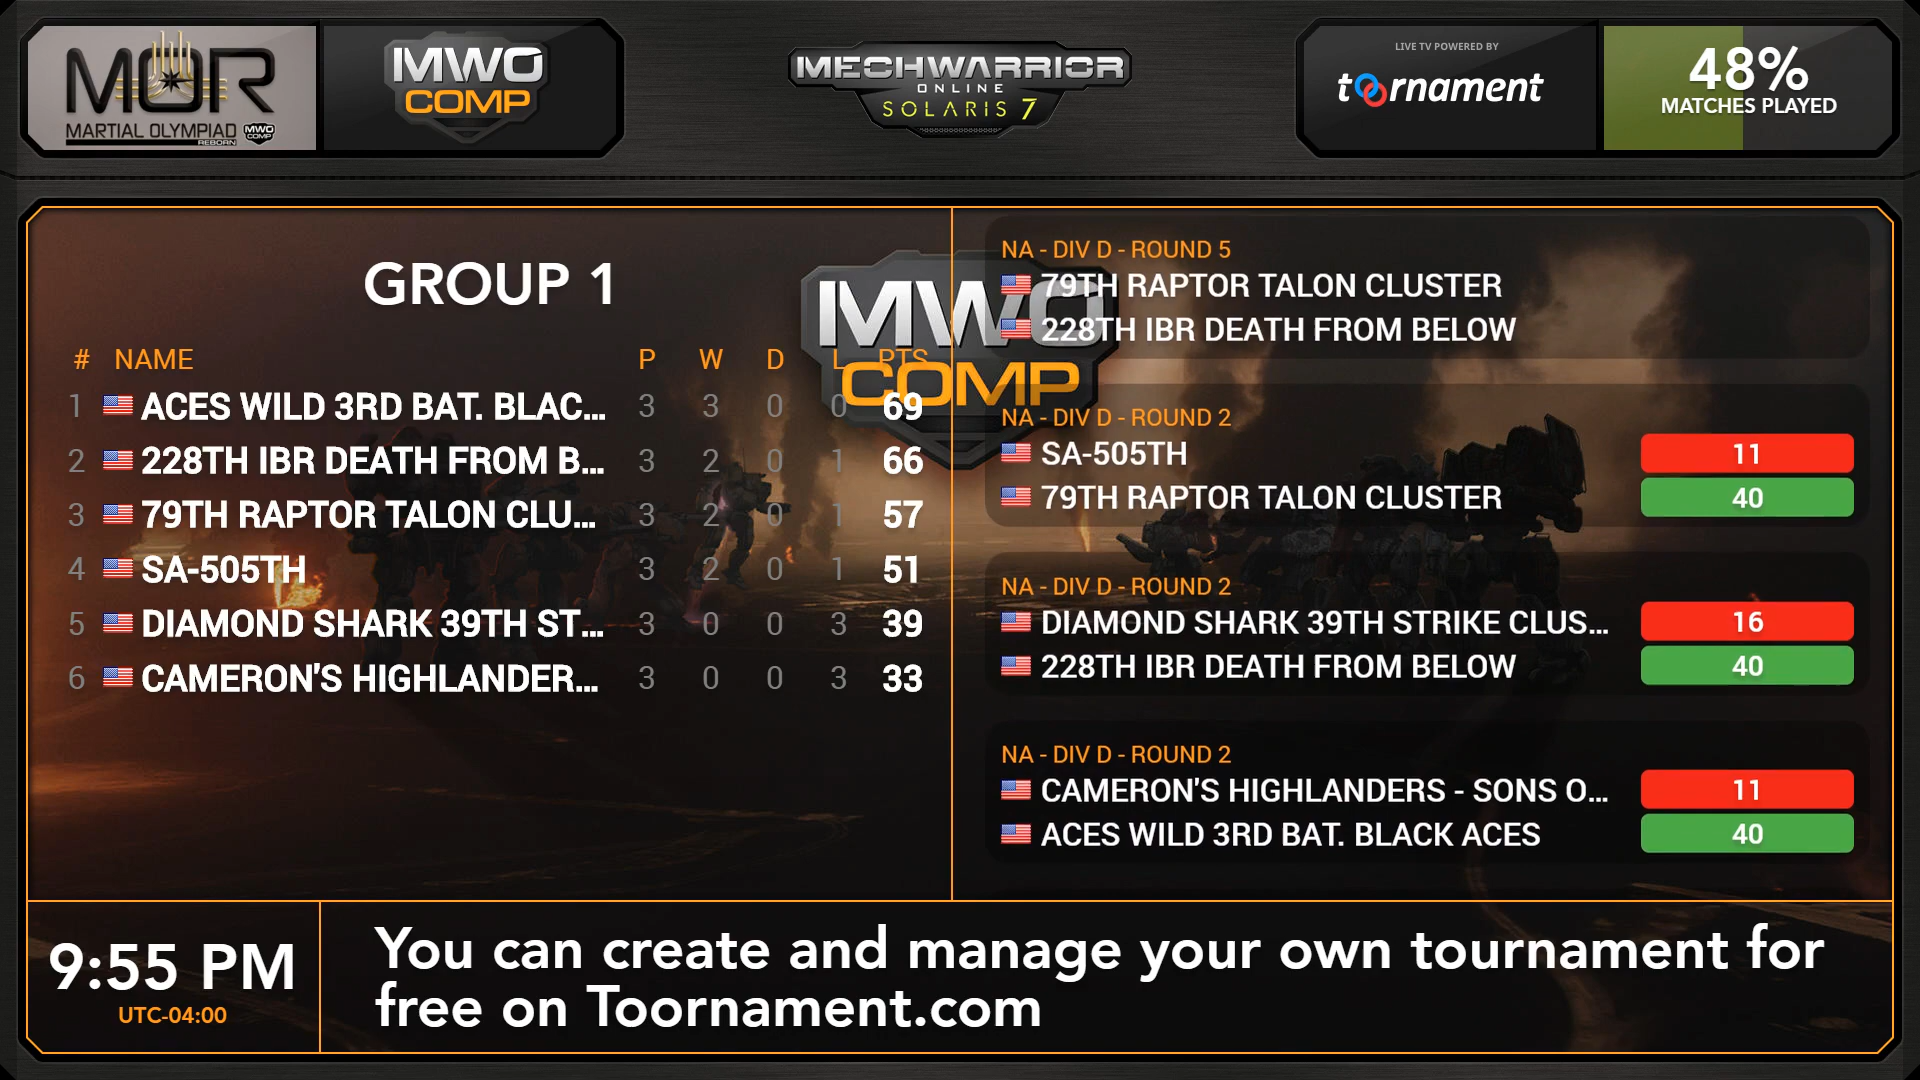 MOR
MARTIAL OLYMPIAD
REBORN
MWO
COMP
MWO
COMP
MECHWARRIOR
ONLINE
SOLARIS 7
LIVE TV POWERED BY
toornament
48%
MATCHES PLAYED
GROUP 1
MWO
COMP
# NAME P W D L PTS
1 ACES WILD 3RD BAT. BLAC... 3 3 0 0 69
2 228TH IBR DEATH FROM B... 3 2 0 1 66
3 79TH RAPTOR TALON CLU... 3 2 0 1 57
4 SA-505TH 3 2 0 1 51
5 DIAMOND SHARK 39TH ST... 3 0 0 3 39
6 CAMERON'S HIGHLANDER... 3 0 0 3 33
NA - DIV D - ROUND 5
79TH RAPTOR TALON CLUSTER
228TH IBR DEATH FROM BELOW
NA - DIV D - ROUND 2
SA-505TH 11
79TH RAPTOR TALON CLUSTER 40
NA - DIV D - ROUND 2
DIAMOND SHARK 39TH STRIKE CLUS... 16
228TH IBR DEATH FROM BELOW 40
NA - DIV D - ROUND 2
CAMERON'S HIGHLANDERS - SONS O... 11
ACES WILD 3RD BAT. BLACK ACES 40
9:55 PM
UTC-04:00
You can create and manage your own tournament for
free on Toornament.com